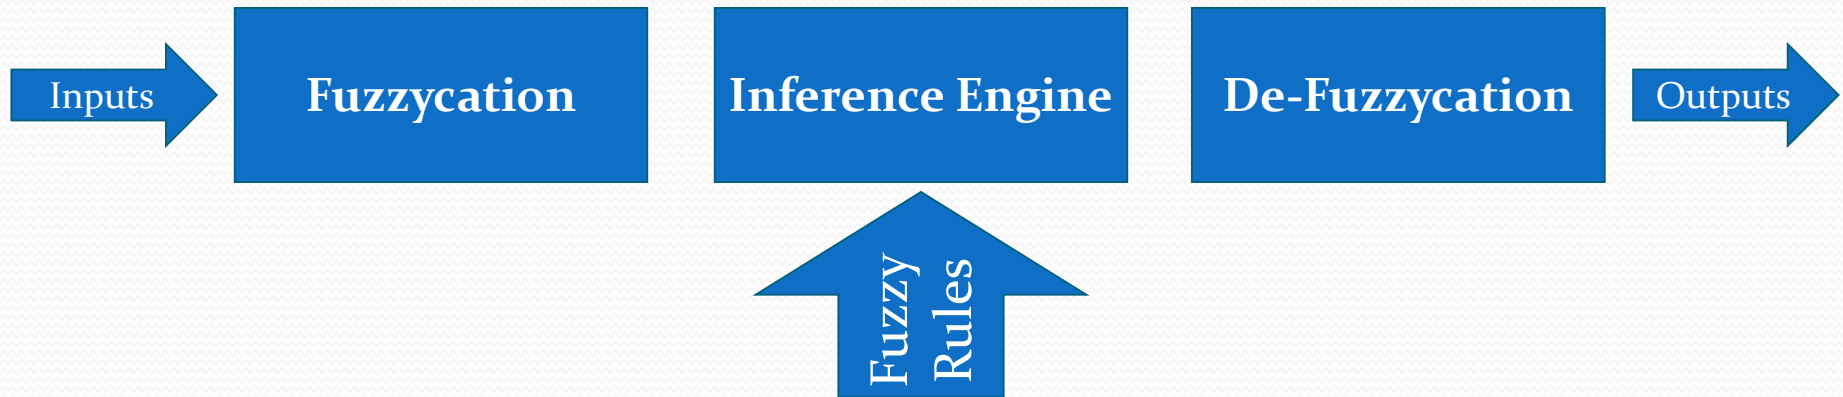 Inputs
Fuzzycation
Inference Engine
De-Fuzzycation
Outputs
Fuzzy
Rules